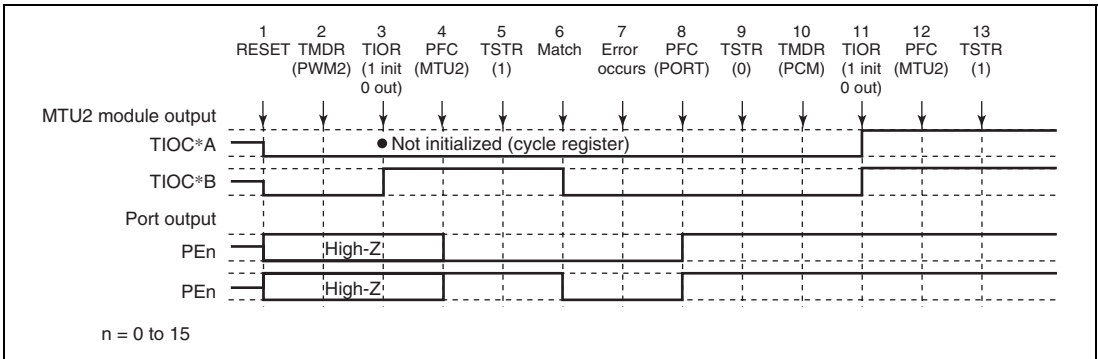 1 2 3 4 5 6 7 8 9 10 11 12 13
RESET TMDR TIOR PFC TSTR Match Error PFC TSTR TMDR TIOR PFC TSTR
(PWM2) (1 init (MTU2) (1) occurs (PORT) (0) (PCM) (1 init (MTU2) (1)
0 out) 0 out)
MTU2 module output
TIOC*A
● Not initialized (cycle register)
TIOC*B
Port output
PEn
High-Z
PEn
High-Z
n = 0 to 15